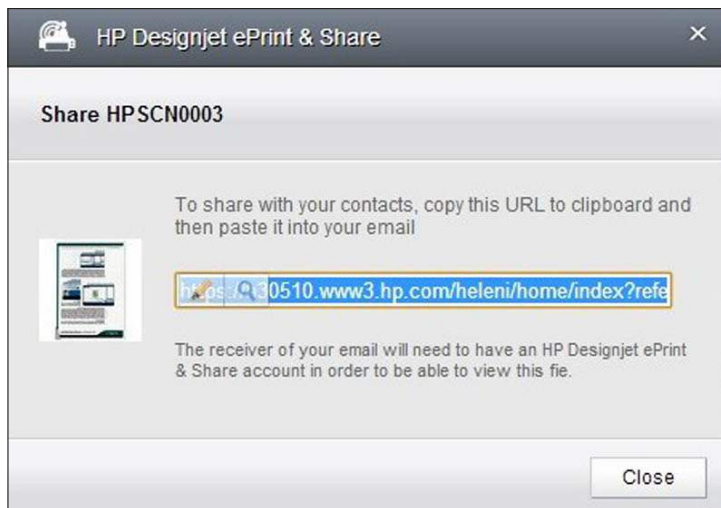 HP Designjet ePrint & Share
Share HPSCN0003
To share with your contacts, copy this URL to clipboard and
then paste it into your email
30510.www3.hp.com/heleni/home/index?refe
The receiver of your email will need to have an HP Designjet ePrint
& Share account in order to be able to view this fie.
Close